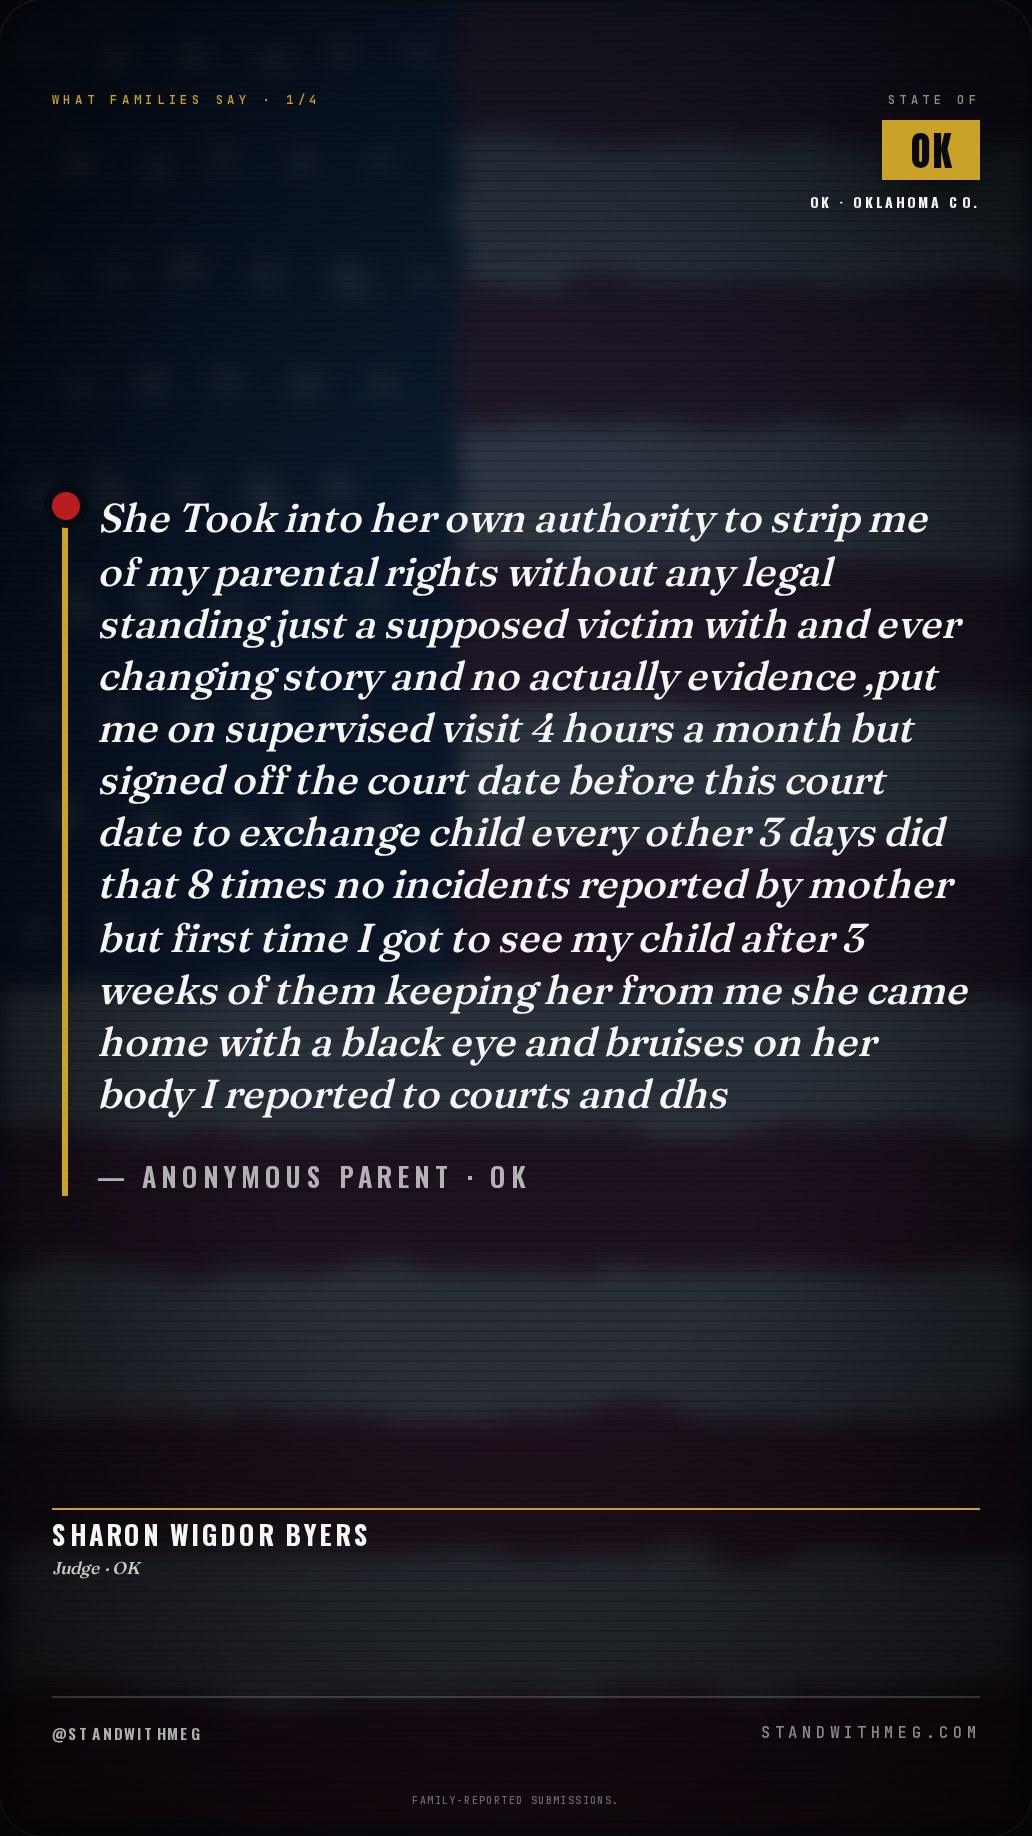 WHAT FAMILIES SAY · 1/4
STATE OF
OK
OK · OKLAHOMA CO.
She Took into her own authority to strip me
of my parental rights without any legal
standing just a supposed victim with and ever
changing story and no actually evidence ,put
me on supervised visit 4 hours a month but
signed off the court date before this court
date to exchange child every other 3 days did
that 8 times no incidents reported by mother
but first time I got to see my child after 3
weeks of them keeping her from me she came
home with a black eye and bruises on her
body I reported to courts and dhs
— ANONYMOUS PARENT · OK
SHARON WIGDOR BYERS
Judge · OK
@STANDWITHMEG
STANDWITHMEG.COM
FAMILY-REPORTED SUBMISSIONS.